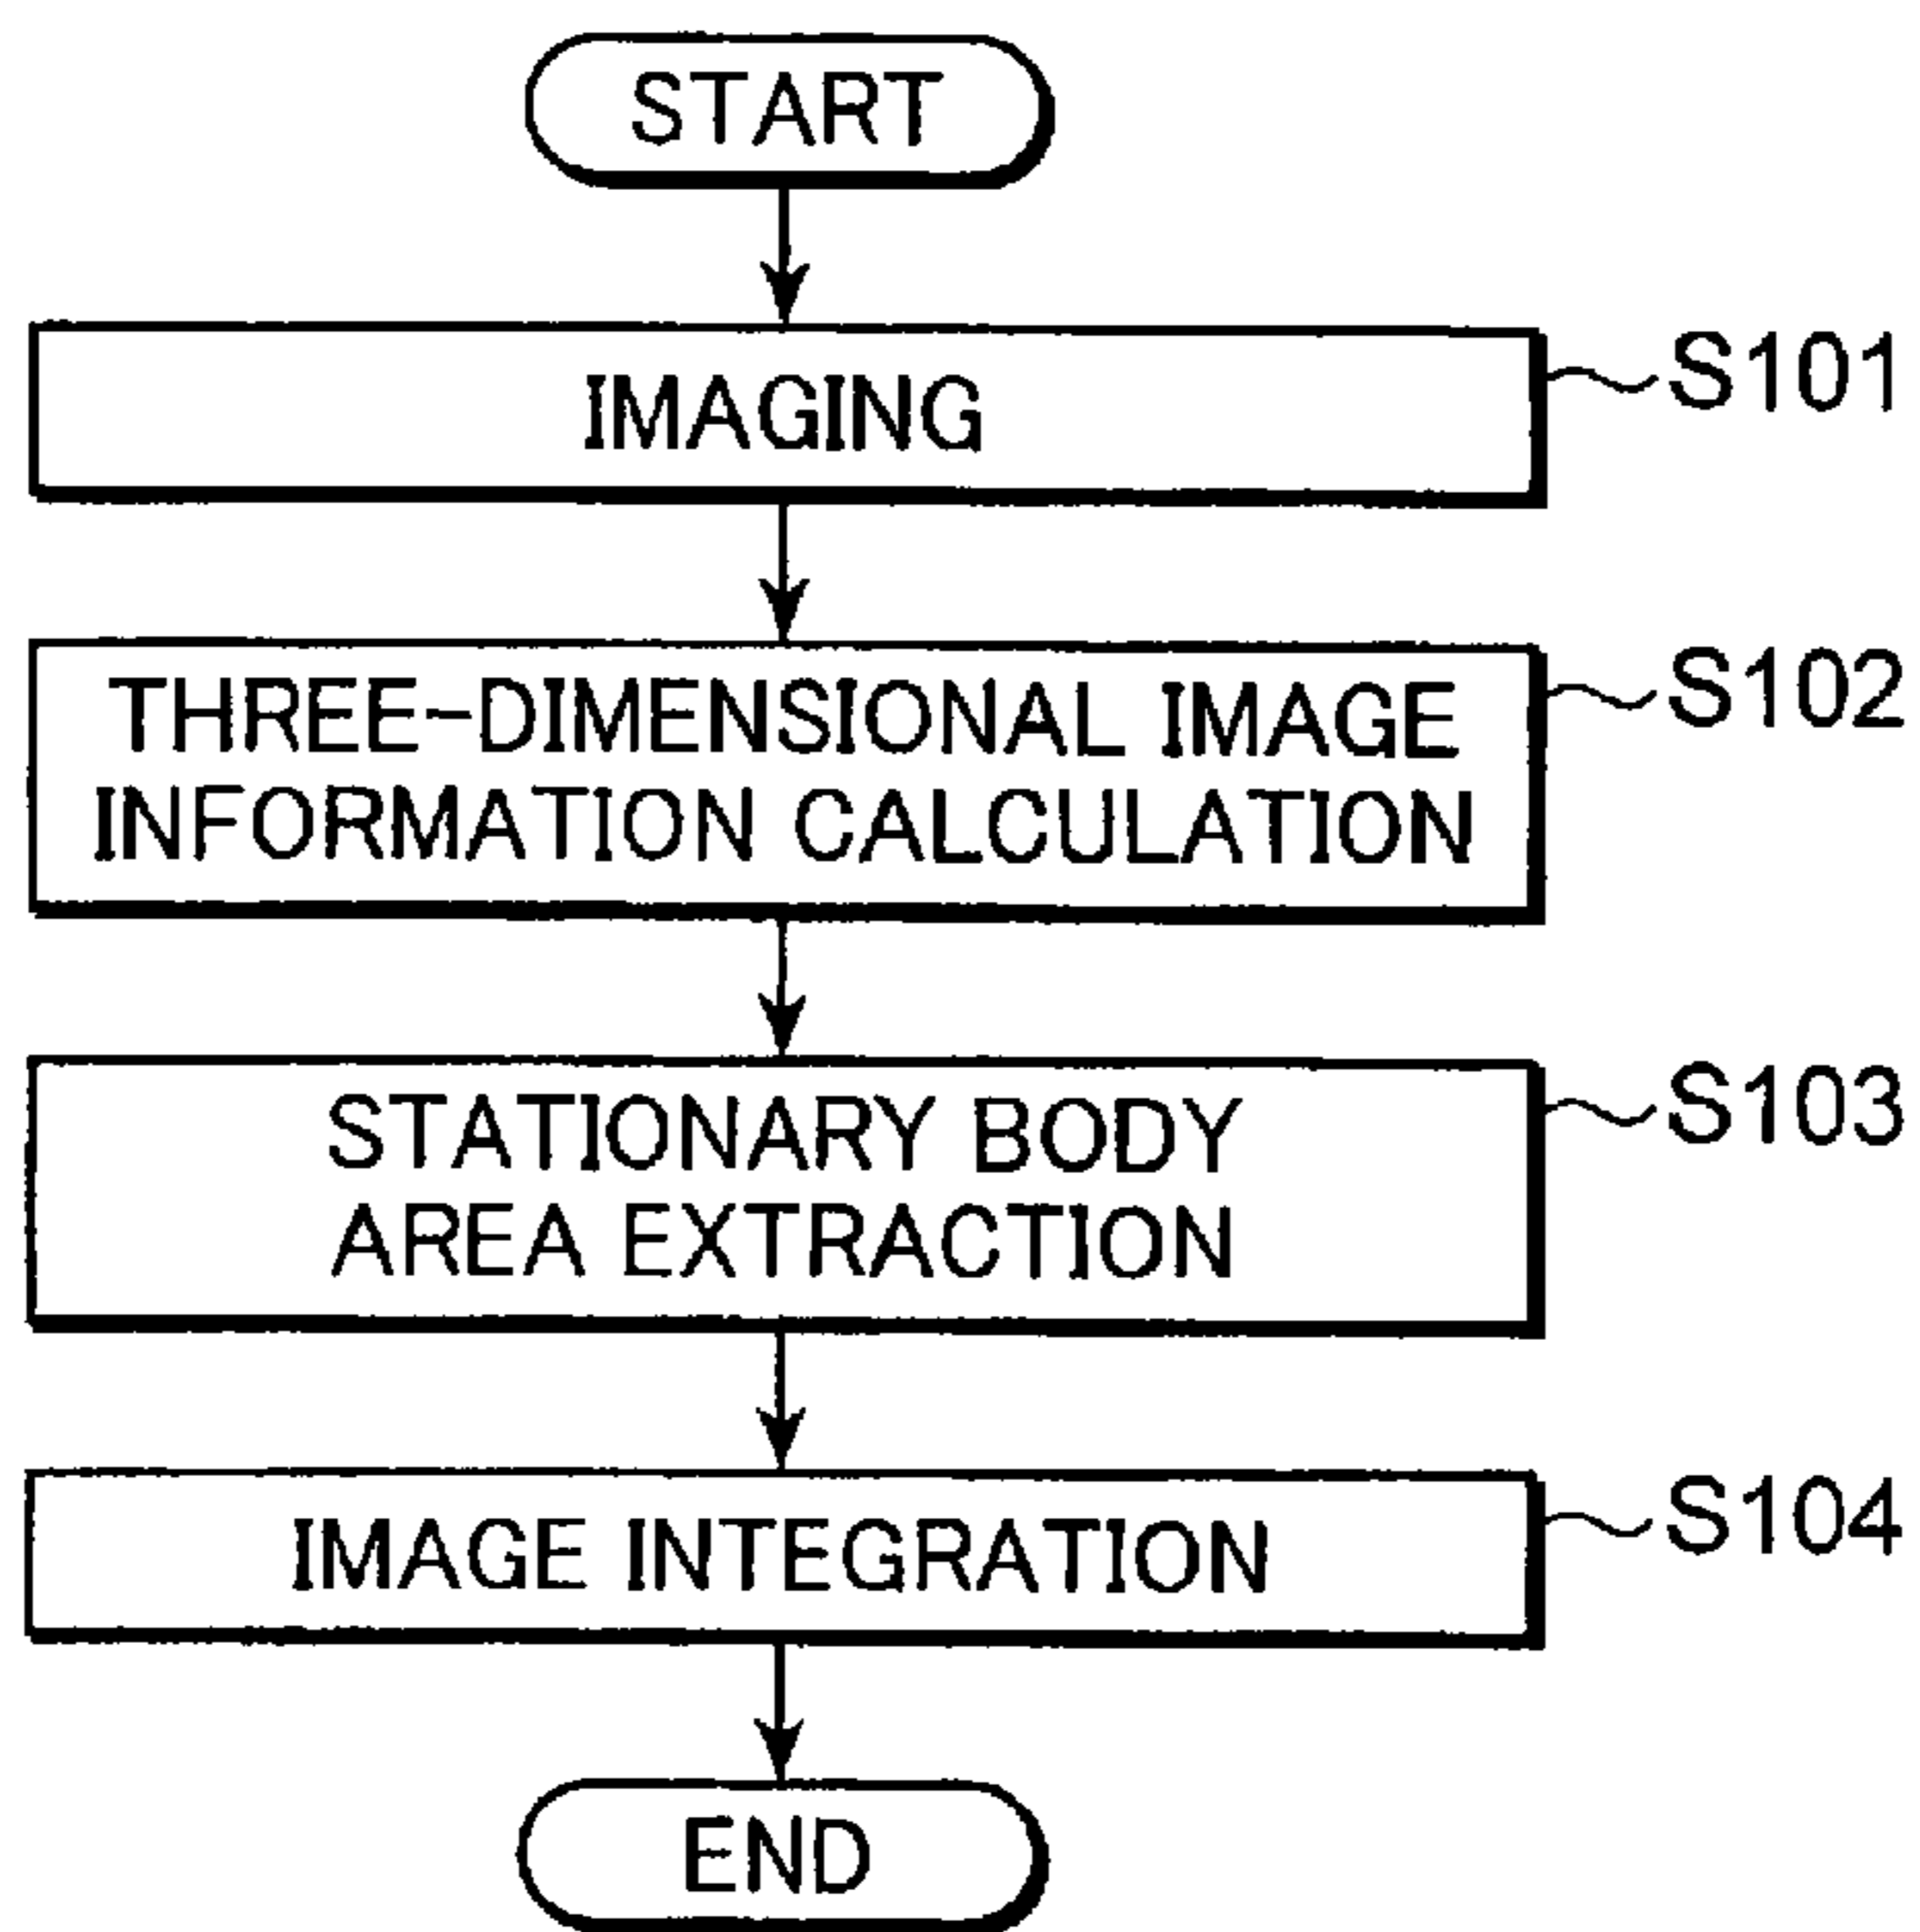 START
IMAGING
S101
THREE-DIMENSIONAL IMAGE
INFORMATION CALCULATION
S102
STATIONARY BODY
AREA EXTRACTION
S103
IMAGE INTEGRATION
S104
END